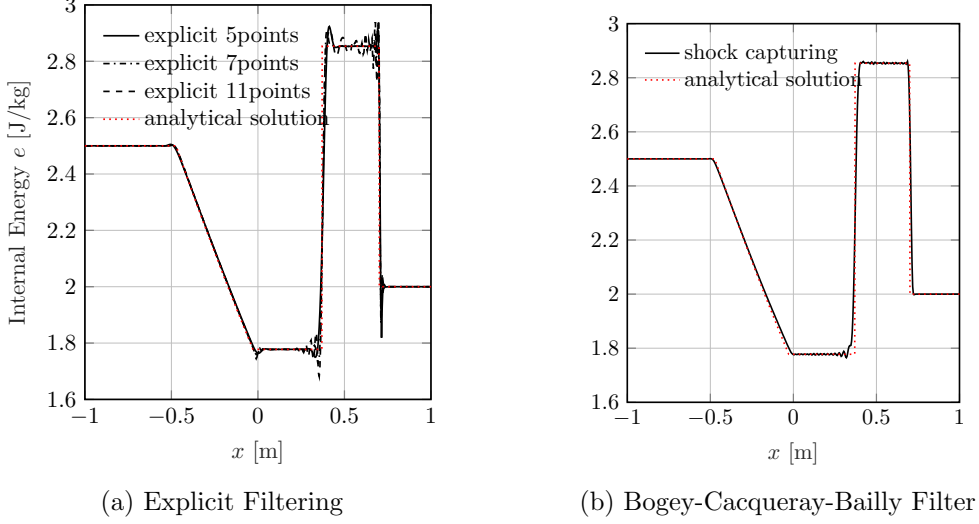 explicit 5points
explicit 7points
explicit 11points
analytical solution
Internal Energy e [J/kg]
3
2.8
2.6
2.4
2.2
2
1.8
1.6
−1
−0.5
0
0.5
1
x [m]
(a) Explicit Filtering
shock capturing
analytical solution
3
2.8
2.6
2.4
2.2
2
1.8
1.6
−1
−0.5
0
0.5
1
x [m]
(b) Bogey-Cacqueray-Bailly Filter